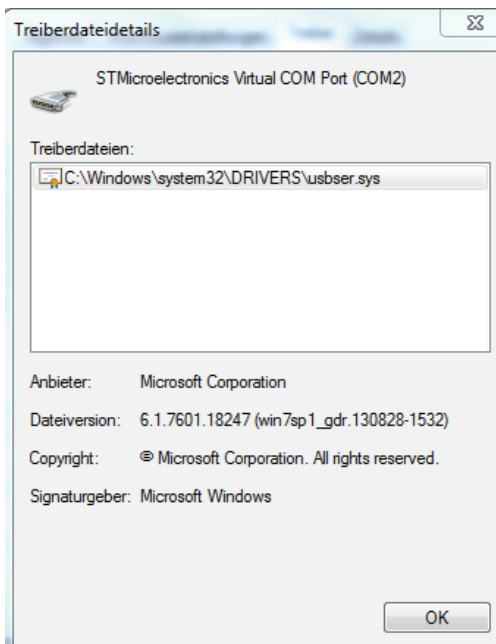 Treiberdateidetails
STMicroelectronics Virtual COM Port (COM2)
Treiberdateien:
C:\Windows\system32\DRIVERS\usbser.sys
Anbieter: Microsoft Corporation
Dateiversion: 6.1.7601.18247 (win7sp1_gdr.130828-1532)
Copyright: © Microsoft Corporation. All rights reserved.
Signaturgeber: Microsoft Windows
OK